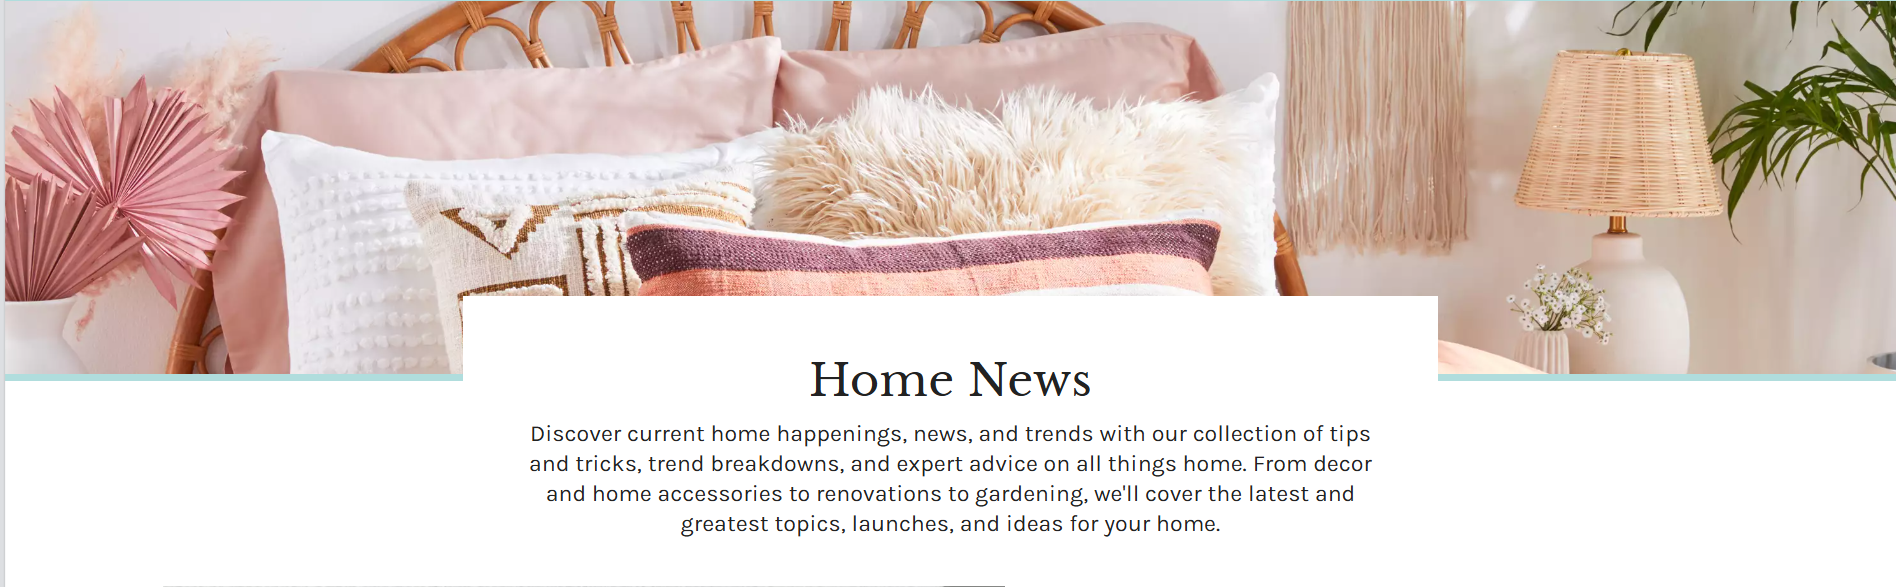 Home News
Discover current home happenings, news, and trends with our collection of tips
and tricks, trend breakdowns, and expert advice on all things home. From decor
and home accessories to renovations to gardening, we'll cover the latest and
greatest topics, launches, and ideas for your home.